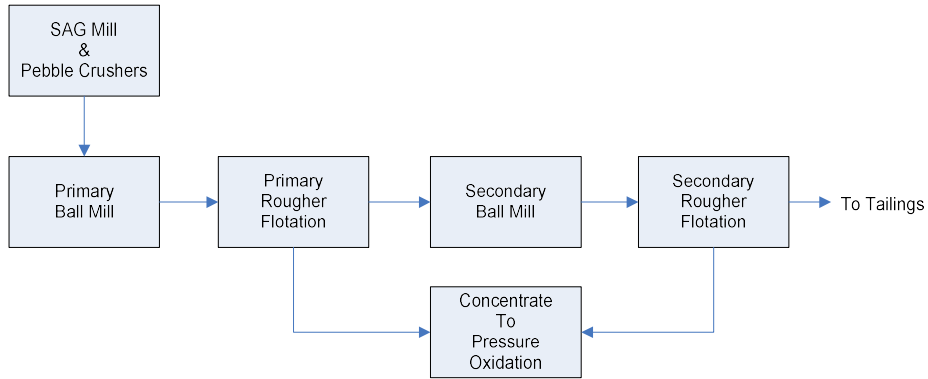 SAG Mill
&
Pebble Crushers
Primary
Ball Mill
Primary
Rougher
Flotation
Secondary
Ball Mill
Secondary
Rougher
Flotation
To Tailings
Concentrate
To
Pressure
Oxidation